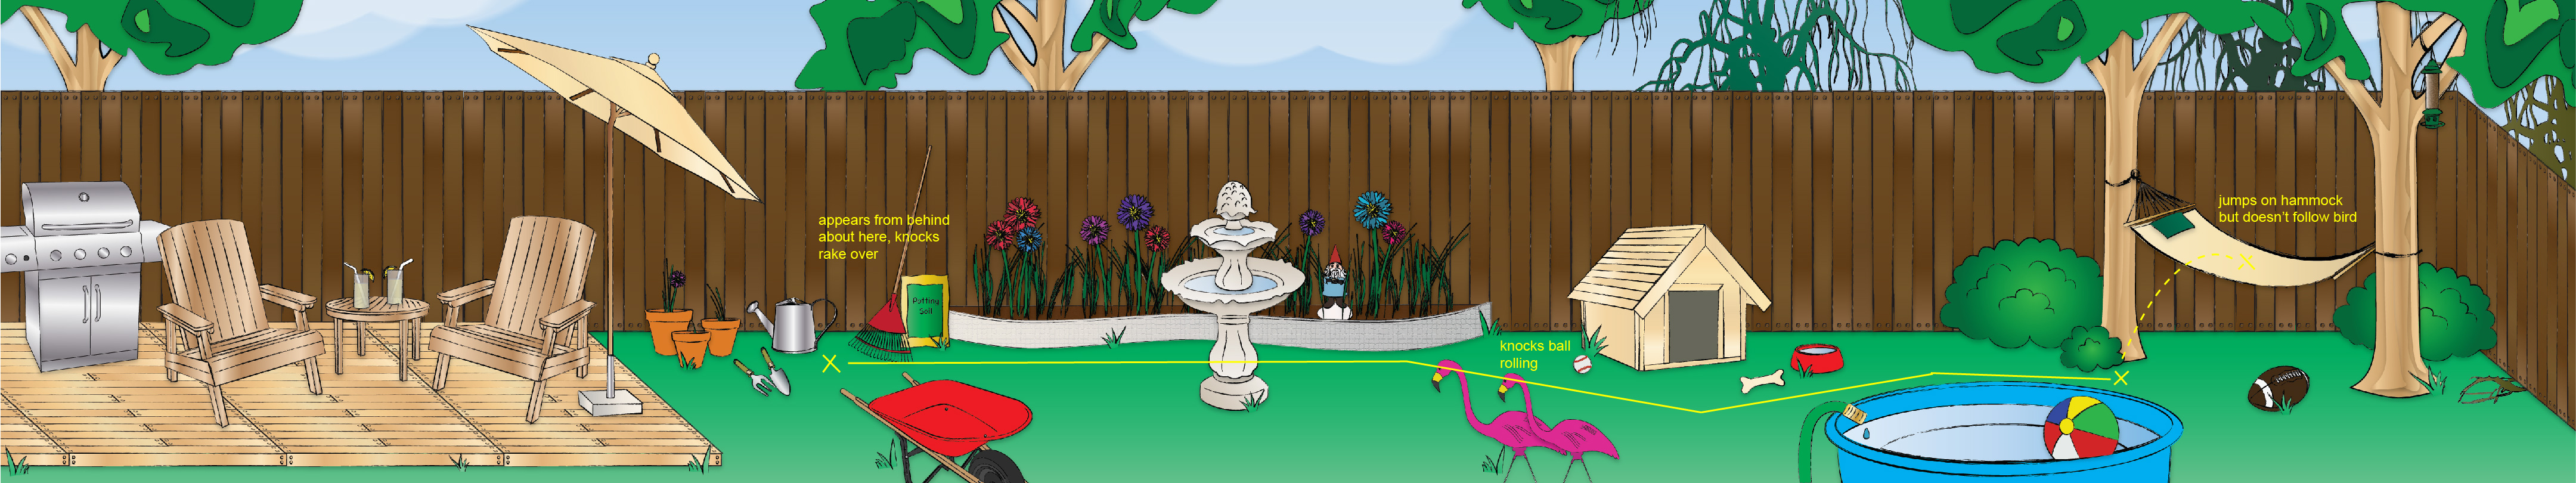 appears from behind
about here, knocks
rake over
Potting
Soil
knocks ball
rolling
jumps on hammock
but doesn't follow bird